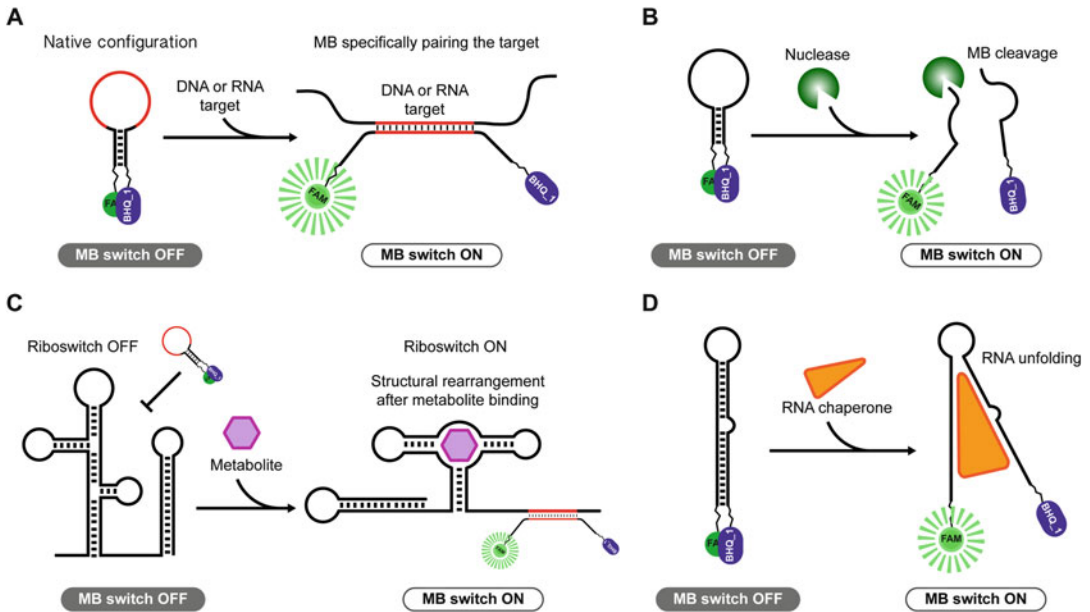 A
Native configuration
MB specifically pairing the target
DNA or RNA
target
DNA or RNA
target
FAM
BHQ_1
FA
BHQ_1
MB switch OFF
MB switch ON
B
Nuclease
MB cleavage
FA
BHQ_1
FAM
BHQ_1
MB switch OFF
MB switch ON
C
Riboswitch OFF
Riboswitch ON
Structural rearrangement
after metabolite binding
Metabolite
FAM
MB switch OFF
MB switch ON
D
RNA unfolding
RNA chaperone
FA
BHQ_1
FAM
BHQ_1
MB switch OFF
MB switch ON